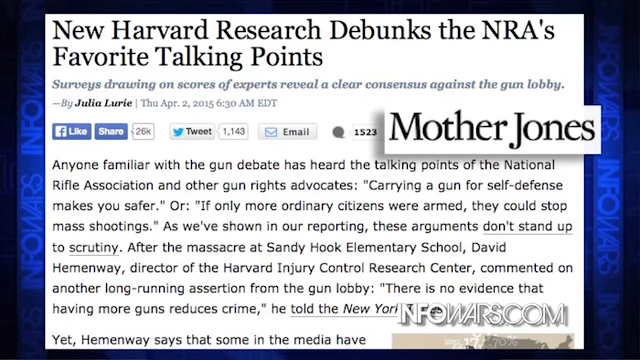 New Harvard Research Debunks the NRA's
Favorite Talking Points
Surveys drawing on scores of experts reveal a clear consensus against the gun lobby.
—By Julia Lurie | Thu Apr. 2, 2015 6:30 AM EDT
Like Share 26k Tweet 1,143 Email 1523
Mother Jones
Anyone familiar with the gun debate has heard the talking points of the National
Rifle Association and other gun rights advocates: "Carrying a gun for self-defense
makes you safer." Or: "If only more ordinary citizens were armed, they could stop
mass shootings." As we've shown in our reporting, these arguments don't stand up
to scrutiny. After the massacre at Sandy Hook Elementary School, David
Hemenway, director of the Harvard Injury Control Research Center, commented on
another long-running assertion from the gun lobby: "There is no evidence that
having more guns reduces crime," he told the New York
INFOWARS.COM
Yet, Hemenway says that some in the media have
INFOWARS
INFOWARS